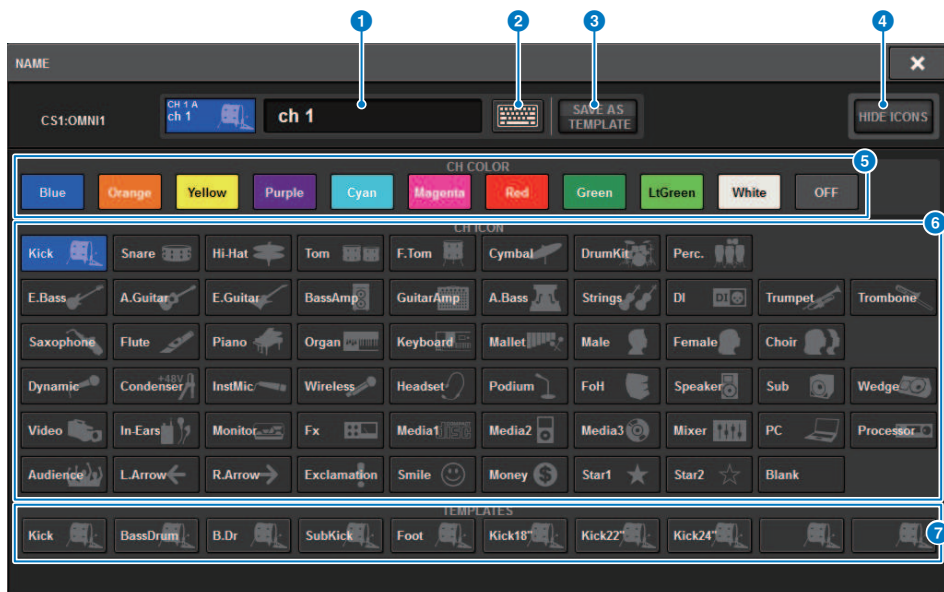 1 2 3 4
NAME
CS1:OMNI1
CH 1 A
ch 1
ch 1
SAVE AS
TEMPLATE
HIDE ICONS
CH COLOR
5
Blue Orange Yellow Purple Cyan Magenta Red Green LtGreen White OFF
CH ICON
6
Kick Snare Hi-Hat Tom F.Tom Cymbal DrumKit Perc.
E.Bass A.Guitar E.Guitar BassAmp GuitarAmp A.Bass Strings DI DI Trumpet Trombone
Saxophone Flute Piano Organ Keyboard Mallet Male Female Choir
Dynamic Condenser +48V InstMic Wireless Headset Podium FoH Speaker Sub Wedge
Video In-Ears Monitor Fx Media1 Media2 Media3 Mixer PC Processor
Audience L.Arrow R.Arrow Exclamation Smile Money $ Star1 Star2 Blank
TEMPLATES
7
Kick BassDrum B.Dr SubKick Foot Kick18" Kick22" Kick24"